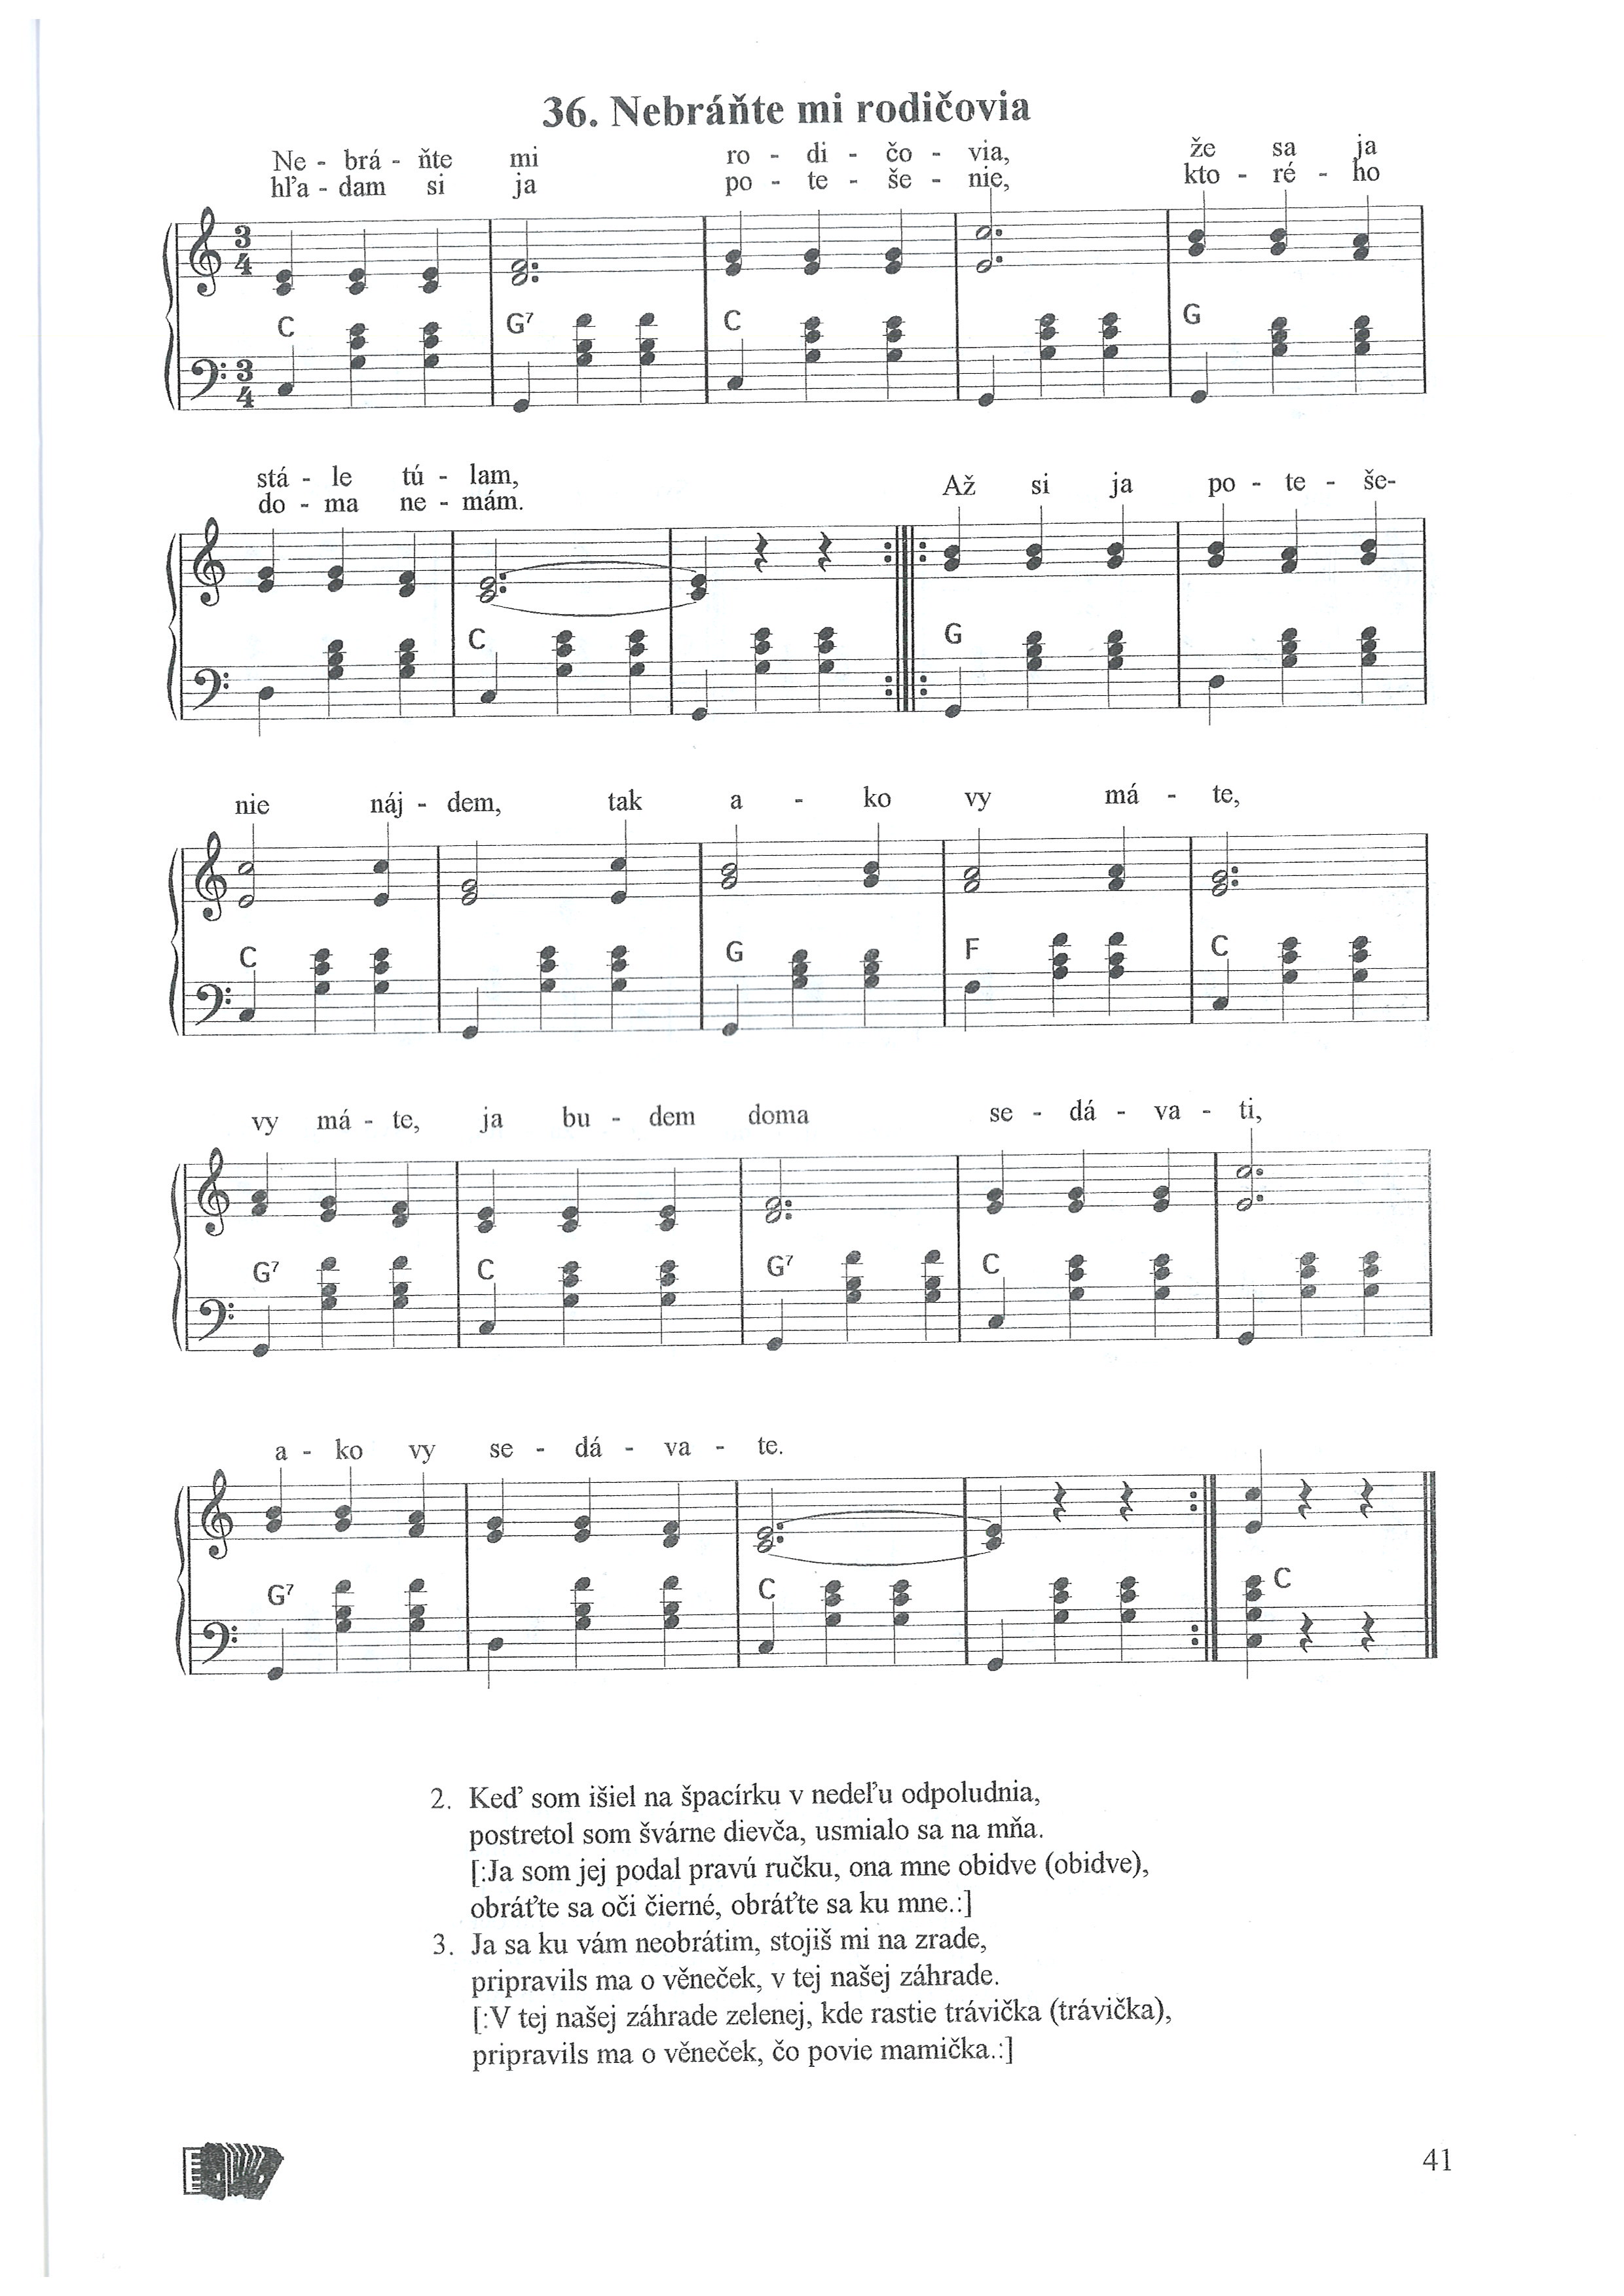 36. Nebráňte mi rodičovia
Ne - brá - ňte mi ro - di - čo - via, že sa ja
hľa - dam si ja po - te - še - nie, kto - ré - ho
3 4
C G7 C G
3 4
stá - le tú - lam, Až si ja po - te - še-
do - ma ne - mám.
C G
nie náj - dem, tak a - ko vy má - te,
C G F C
vy má - te, ja bu - dem doma se - dá - va - ti,
G7 C G7 C
a - ko vy se - dá - va - te.
G7 C C
2. Keď som išiel na špacírku v nedeľu odpoludnia,
postretol som švárne dievča, usmialo sa na mňa.
[:Ja som jej podal pravú ručku, ona mne obidve (obidve),
obráťte sa oči čierné, obráťte sa ku mne.:]
3. Ja sa ku vám neobrátim, stojiš mi na zrade,
pripravils ma o věneček, v tej našej záhrade.
[:V tej našej záhrade zelenej, kde rastie trávička (trávička),
pripravils ma o věneček, čo povie mamička.:]
41